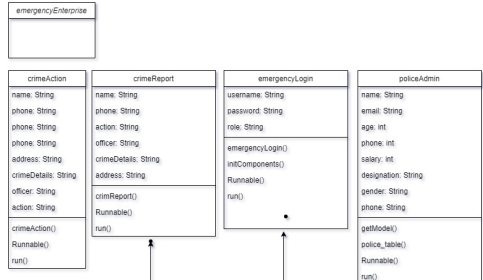 emergencyEnterprise
crimeAction
name: String
phone: String
phone: String
phone: String
address: String
crimeDetails: String
officer: String
action: String
crimeAction()
Runnable()
run()
crimeReport
name: String
phone: String
action: String
officer: String
crimeDetails: String
address: String
crimReport()
Runnable()
run()
emergencyLogin
username: String
password: String
role: String
emergencyLogin()
initComponents()
Runnable()
run()
policeAdmin
name: String
email: String
age: int
phone: int
salary: int
designation: String
gender: String
phone: String
getModel()
police_table()
Runnable()
run()